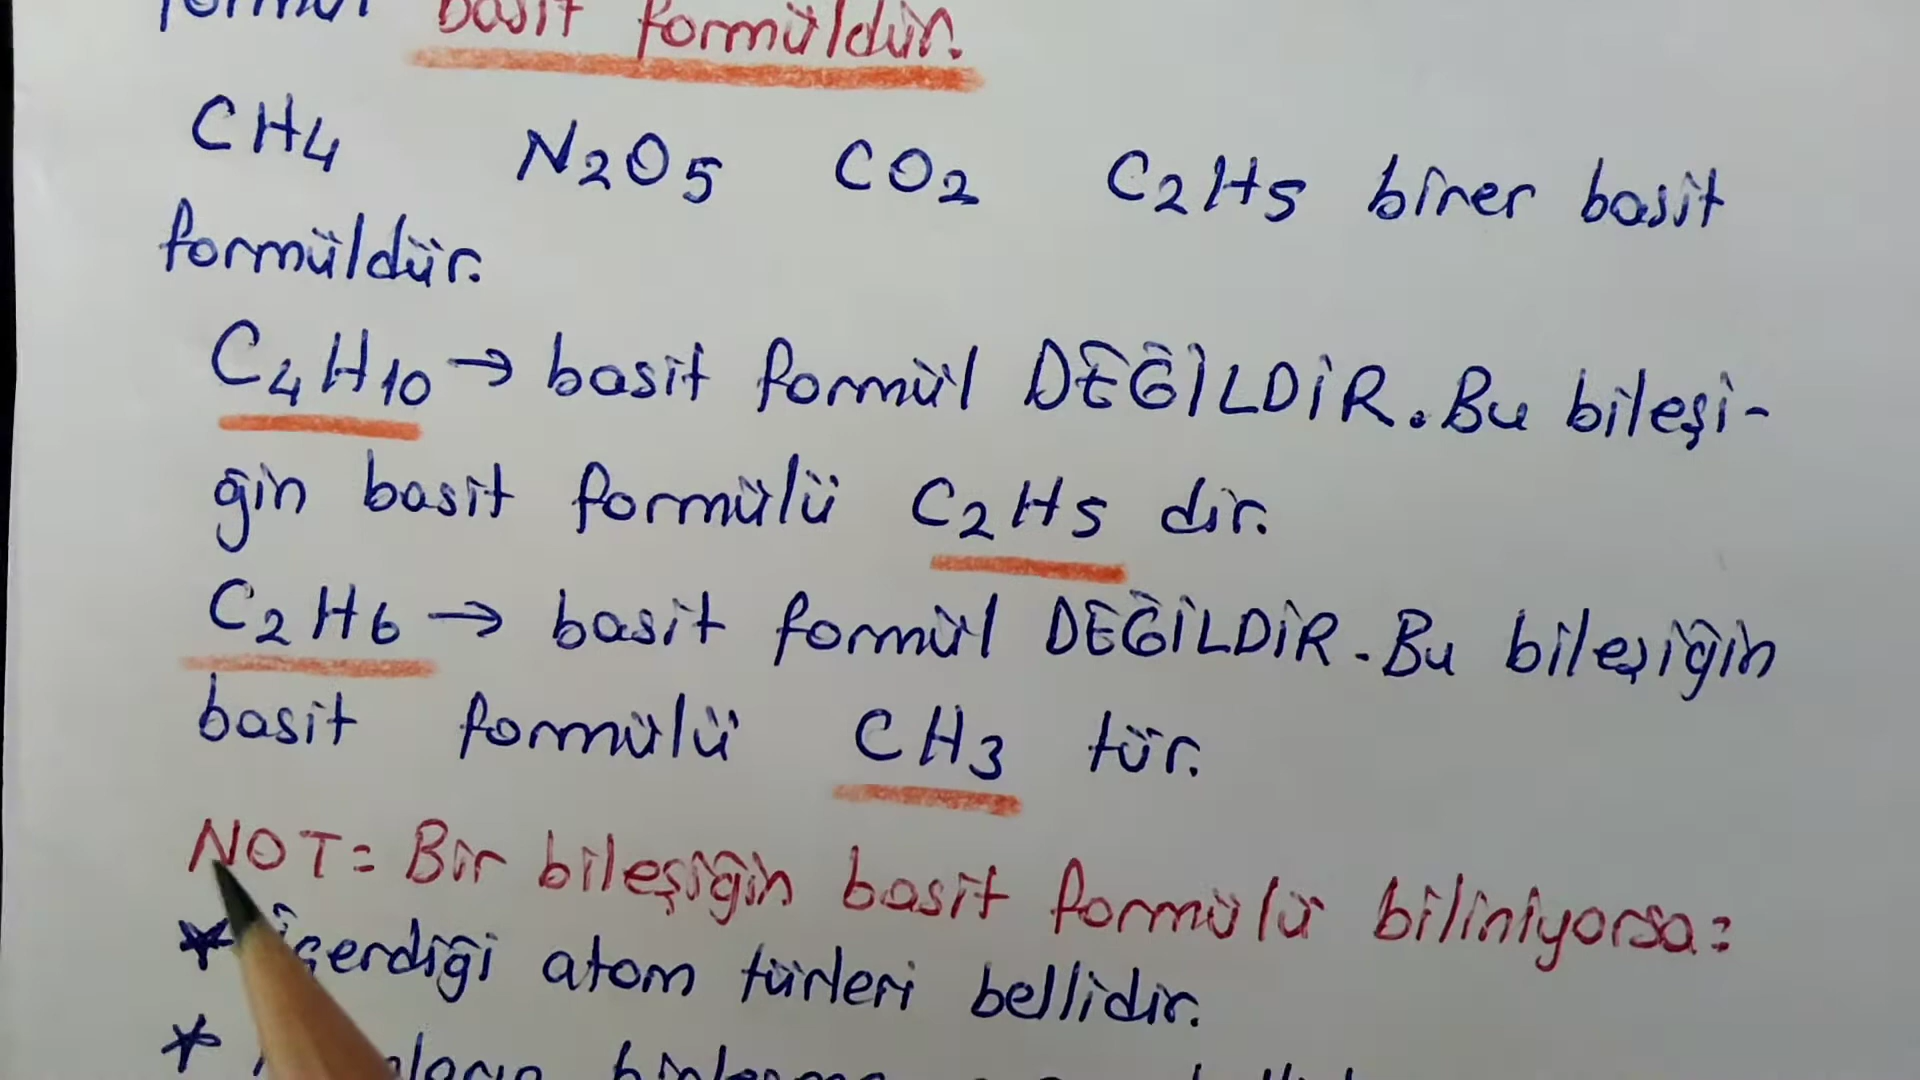 formül basit formüldür.
CH4 N2O5 CO2 C2H5 birer basit
formüldür.
C4H10 → basit formül DEĞİLDİR. Bu bileşi-
ğin basit formülü C2H5 dir.
C2H6 → basit formül DEĞİLDİR. Bu bileşiğin
basit formülü CH3 tür.
NOT= Bir bileşiğin basit formülü biliniyorsa:
* İçerdiği atom türleri bellidir.
*